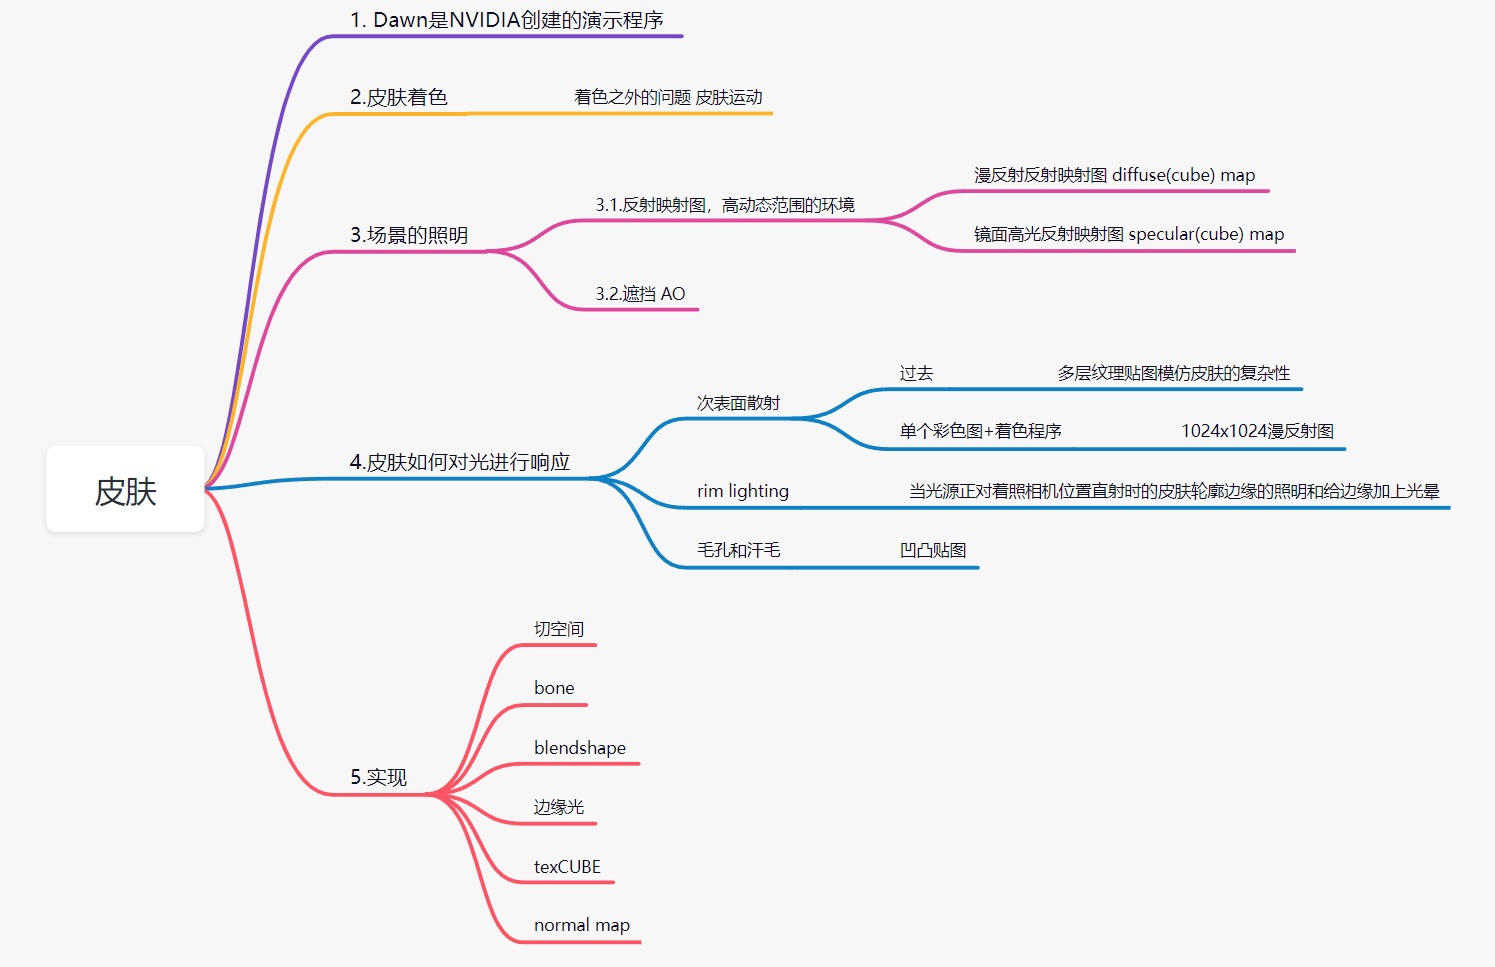 皮肤
1. Dawn是NVIDIA创建的演示程序
2.皮肤着色
着色之外的问题 皮肤运动
3.场景的照明
3.1.反射映射图，高动态范围的环境
漫反射反射映射图 diffuse(cube) map
镜面高光反射映射图 specular(cube) map
3.2.遮挡 AO
4.皮肤如何对光进行响应
次表面散射
过去
多层纹理贴图模仿皮肤的复杂性
单个彩色图+着色程序
1024x1024漫反射图
rim lighting
当光源正对着照相机位置直射时的皮肤轮廓边缘的照明和给边缘加上光晕
毛孔和汗毛
凹凸贴图
5.实现
切空间
bone
blendshape
边缘光
texCUBE
normal map